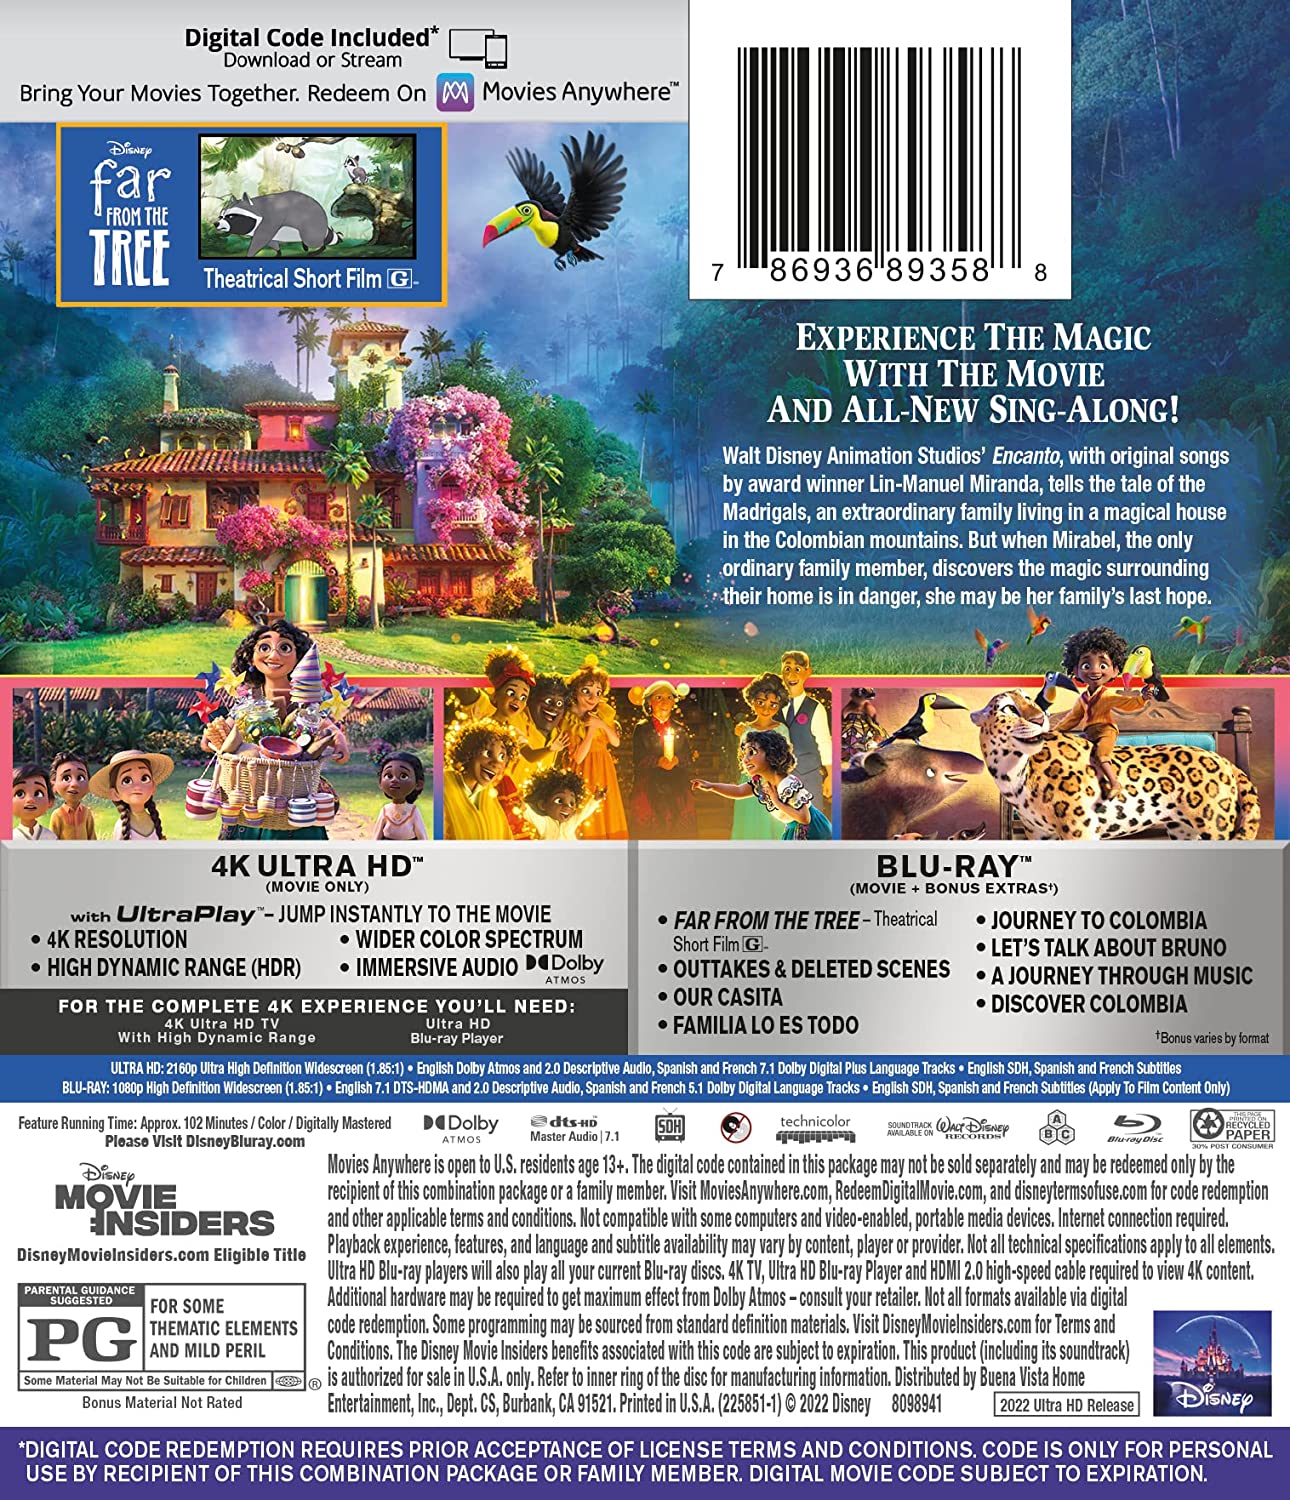 Digital Code Included*
Download or Stream
Bring Your Movies Together. Redeem On Movies Anywhere™
Disney
far
FROM THE
TREE
Theatrical Short Film G
7 86936 89358 8
EXPERIENCE THE MAGIC
WITH THE MOVIE
AND ALL-NEW SING-ALONG!
Walt Disney Animation Studios' Encanto, with original songs
by award winner Lin-Manuel Miranda, tells the tale of the
Madrigals, an extraordinary family living in a magical house
in the Colombian mountains. But when Mirabel, the only
ordinary family member, discovers the magic surrounding
their home is in danger, she may be her family's last hope.
4K ULTRA HD™
(MOVIE ONLY)
with UltraPlay™ – JUMP INSTANTLY TO THE MOVIE
• 4K RESOLUTION
• WIDER COLOR SPECTRUM
• HIGH DYNAMIC RANGE (HDR)
• IMMERSIVE AUDIO Dolby
ATMOS
FOR THE COMPLETE 4K EXPERIENCE YOU'LL NEED:
4K Ultra HD TV
With High Dynamic Range
Ultra HD
Blu-ray Player
BLU-RAY™
(MOVIE + BONUS EXTRAS†)
• FAR FROM THE TREE – Theatrical
Short Film G
• OUTTAKES & DELETED SCENES
• OUR CASITA
• FAMILIA LO ES TODO
• JOURNEY TO COLOMBIA
• LET'S TALK ABOUT BRUNO
• A JOURNEY THROUGH MUSIC
• DISCOVER COLOMBIA
†Bonus varies by format
ULTRA HD: 2160p Ultra High Definition Widescreen (1.85:1) • English Dolby Atmos and 2.0 Descriptive Audio, Spanish and French 7.1 Dolby Digital Plus Language Tracks • English SDH, Spanish and French Subtitles
BLU-RAY: 1080p High Definition Widescreen (1.85:1) • English 7.1 DTS-HDMA and 2.0 Descriptive Audio, Spanish and French 5.1 Dolby Digital Language Tracks • English SDH, Spanish and French Subtitles (Apply To Film Content Only)
Feature Running Time: Approx. 102 Minutes / Color / Digitally Mastered
Please Visit DisneyBluray.com
Dolby
ATMOS
dts-HD
Master Audio | 7.1
SDH
technicolor
SOUNDTRACK
AVAILABLE ON WALT DISNEY
RECORDS
A
B C
Blu-ray Disc
THIS PAGE
PRINTED ON
RECYCLED
PAPER
30% POST CONSUMER
Disney
MOVIE
INSIDERS
DisneyMovieInsiders.com Eligible Title
PARENTAL GUIDANCE
SUGGESTED
PG
FOR SOME
THEMATIC ELEMENTS
AND MILD PERIL
Some Material May Not Be Suitable for Children ®
Bonus Material Not Rated
Movies Anywhere is open to U.S. residents age 13+. The digital code contained in this package may not be sold separately and may be redeemed only by the
recipient of this combination package or a family member. Visit MoviesAnywhere.com, RedeemDigitalMovie.com, and disneytermsofuse.com for code redemption
and other applicable terms and conditions. Not compatible with some computers and video-enabled, portable media devices. Internet connection required.
Playback experience, features, and language and subtitle availability may vary by content, player or provider. Not all technical specifications apply to all elements.
Ultra HD Blu-ray players will also play all your current Blu-ray discs. 4K TV, Ultra HD Blu-ray Player and HDMI 2.0 high-speed cable required to view 4K content.
Additional hardware may be required to get maximum effect from Dolby Atmos – consult your retailer. Not all formats available via digital
code redemption. Some programming may be sourced from standard definition materials. Visit DisneyMovieInsiders.com for Terms and
Conditions. The Disney Movie Insiders benefits associated with this code are subject to expiration. This product (including its soundtrack)
is authorized for sale in U.S.A. only. Refer to inner ring of the disc for manufacturing information. Distributed by Buena Vista Home
Entertainment, Inc., Dept. CS, Burbank, CA 91521. Printed in U.S.A. (225851-1) © 2022 Disney 8098941
2022 Ultra HD Release
Disney
*DIGITAL CODE REDEMPTION REQUIRES PRIOR ACCEPTANCE OF LICENSE TERMS AND CONDITIONS. CODE IS ONLY FOR PERSONAL
USE BY RECIPIENT OF THIS COMBINATION PACKAGE OR FAMILY MEMBER. DIGITAL MOVIE CODE SUBJECT TO EXPIRATION.